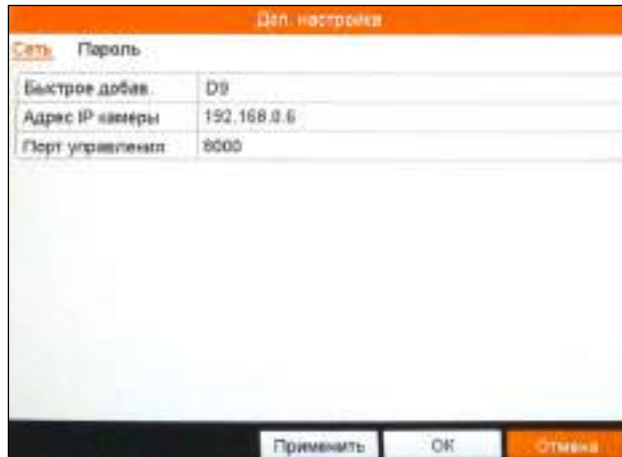 Доп. настройка
Сеть Пароль
Быстрое добав. D9
Адрес IP камеры 192.168.0.6
Порт управления 8000
Применить ОК Отмена